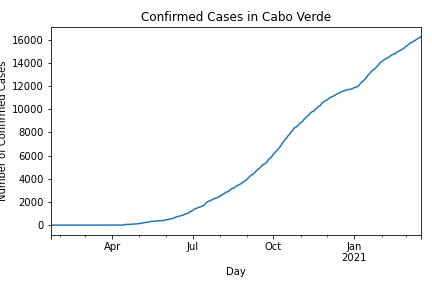 Confirmed Cases in Cabo Verde
Number of Confirmed Cases
16000
14000
12000
10000
8000
6000
4000
2000
0
Apr
Jul
Oct
Jan
2021
Day